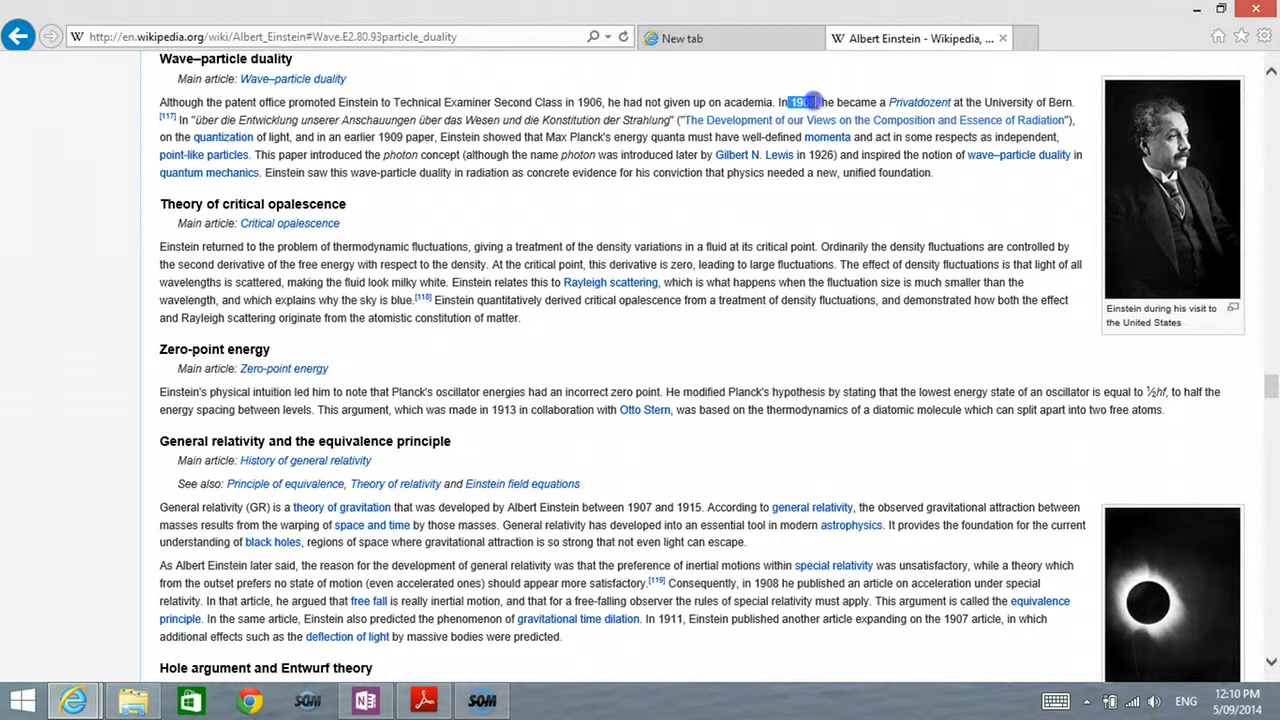 http://en.wikipedia.org/wiki/Albert_Einstein#Wave.E2.80.93particle_duality
New tab
W Albert Einstein - Wikipedia, ...
Wave–particle duality
Main article: Wave–particle duality
Although the patent office promoted Einstein to Technical Examiner Second Class in 1906, he had not given up on academia. In he became a Privatdozent at the University of Bern.
[117] In "über die Entwicklung unserer Anschauungen über das Wesen und die Konstitution der Strahlung" ("The Development of our Views on the Composition and Essence of Radiation"),
on the quantization of light, and in an earlier 1909 paper, Einstein showed that Max Planck's energy quanta must have well-defined momenta and act in some respects as independent,
point-like particles. This paper introduced the photon concept (although the name photon was introduced later by Gilbert N. Lewis in 1926) and inspired the notion of wave–particle duality in
quantum mechanics. Einstein saw this wave-particle duality in radiation as concrete evidence for his conviction that physics needed a new, unified foundation.
Einstein during his visit to
the United States
Theory of critical opalescence
Main article: Critical opalescence
Einstein returned to the problem of thermodynamic fluctuations, giving a treatment of the density variations in a fluid at its critical point. Ordinarily the density fluctuations are controlled by
the second derivative of the free energy with respect to the density. At the critical point, this derivative is zero, leading to large fluctuations. The effect of density fluctuations is that light of all
wavelengths is scattered, making the fluid look milky white. Einstein relates this to Rayleigh scattering, which is what happens when the fluctuation size is much smaller than the
wavelength, and which explains why the sky is blue.[118] Einstein quantitatively derived critical opalescence from a treatment of density fluctuations, and demonstrated how both the effect
and Rayleigh scattering originate from the atomistic constitution of matter.
Zero-point energy
Main article: Zero-point energy
Einstein's physical intuition led him to note that Planck's oscillator energies had an incorrect zero point. He modified Planck's hypothesis by stating that the lowest energy state of an oscillator is equal to ½hf, to half the
energy spacing between levels. This argument, which was made in 1913 in collaboration with Otto Stern, was based on the thermodynamics of a diatomic molecule which can split apart into two free atoms.
General relativity and the equivalence principle
Main article: History of general relativity
See also: Principle of equivalence, Theory of relativity and Einstein field equations
General relativity (GR) is a theory of gravitation that was developed by Albert Einstein between 1907 and 1915. According to general relativity, the observed gravitational attraction between
masses results from the warping of space and time by those masses. General relativity has developed into an essential tool in modern astrophysics. It provides the foundation for the current
understanding of black holes, regions of space where gravitational attraction is so strong that not even light can escape.
As Albert Einstein later said, the reason for the development of general relativity was that the preference of inertial motions within special relativity was unsatisfactory, while a theory which
from the outset prefers no state of motion (even accelerated ones) should appear more satisfactory.[119] Consequently, in 1908 he published an article on acceleration under special
relativity. In that article, he argued that free fall is really inertial motion, and that for a free-falling observer the rules of special relativity must apply. This argument is called the equivalence
principle. In the same article, Einstein also predicted the phenomenon of gravitational time dilation. In 1911, Einstein published another article expanding on the 1907 article, in which
additional effects such as the deflection of light by massive bodies were predicted.
Hole argument and Entwurf theory
SOM
SOM
ENG
12:10 PM
5/09/2014